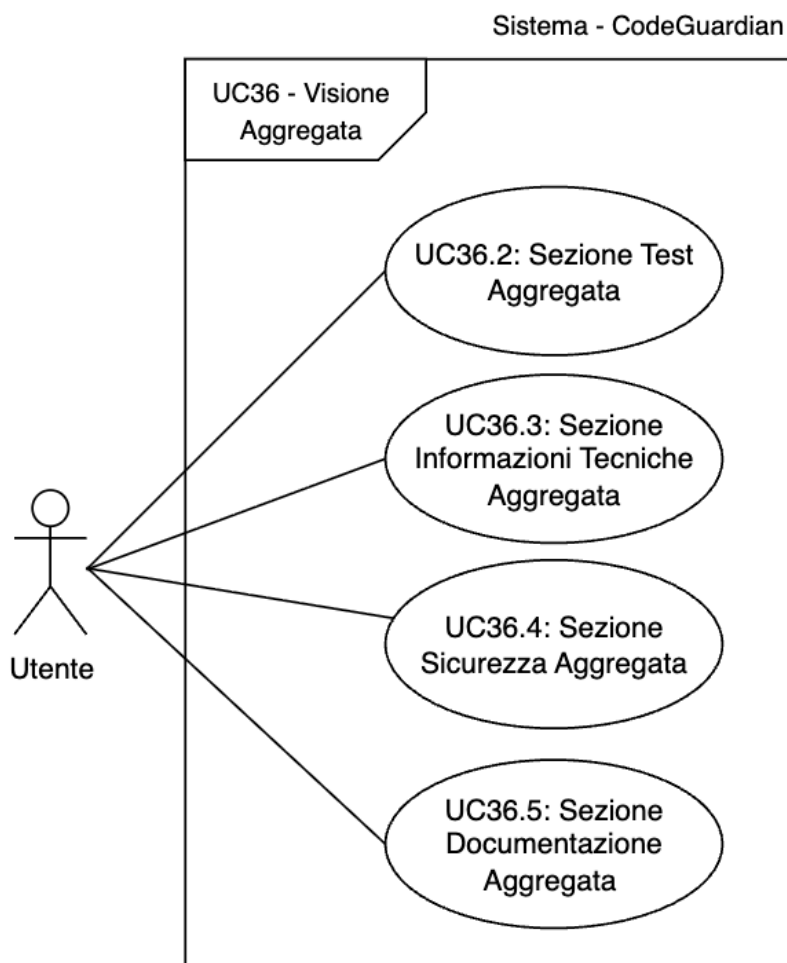 Sistema - CodeGuardian
UC36 - Visione
Aggregata
UC36.2: Sezione Test
Aggregata
UC36.3: Sezione
Informazioni Tecniche
Aggregata
UC36.4: Sezione
Sicurezza Aggregata
Utente
UC36.5: Sezione
Documentazione
Aggregata